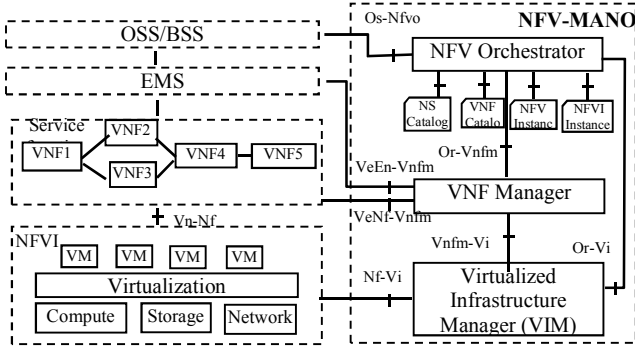 NFV-MANO
OSS/BSS
Os-Nfvo
NFV Orchestrator
EMS
NS
Catalog
VNF
Catalo
NFV
Instanc
NFVI
Instance
Service
VNF1
VNF2
VNF3
VNF4
VNF5
Or-Vnfm
VeEn-Vnfm
VNF Manager
VeNf-Vnfm
Vn-Nf
NFVI
VM
VM
VM
VM
Virtualization
Compute
Storage
Network
Vnfm-Vi
Or-Vi
Nf-Vi
Virtualized
Infrastructure
Manager (VIM)